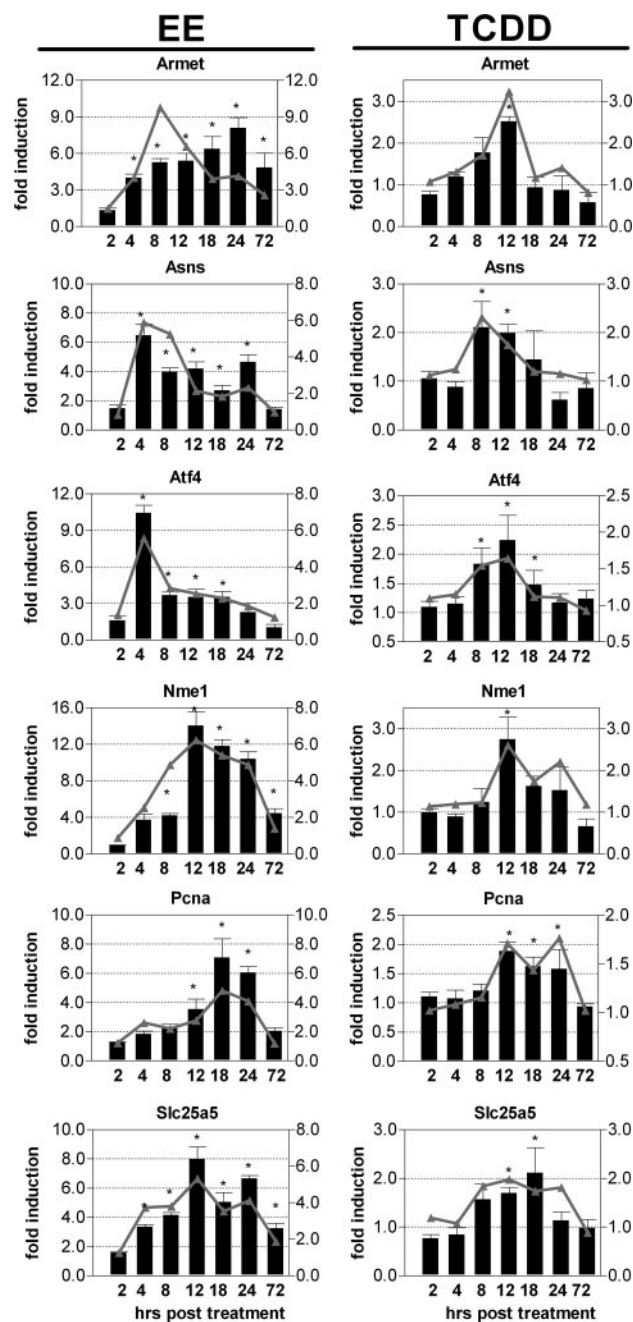 EE
TCDD
Armet
fold induction
12.0
9.0
6.0
3.0
0.0
12.0
9.0
6.0
3.0
0.0
* * * * * *
2 4 8 12 18 24 72
Armet
3.0
2.0
1.0
0.0
3.0
2.0
1.0
0.0
*
2 4 8 12 18 24 72
Asns
fold induction
10.0
8.0
6.0
4.0
2.0
0.0
8.0
6.0
4.0
2.0
0.0
* * * * *
2 4 8 12 18 24 72
Asns
fold induction
3.0
2.0
1.0
0.0
3.0
2.0
1.0
0.0
* *
2 4 8 12 18 24 72
Atf4
fold induction
12.0
9.0
6.0
3.0
0.0
8.0
6.0
4.0
2.0
0.0
* * * *
2 4 8 12 18 24 72
Atf4
fold induction
3.0
2.5
2.0
1.5
1.0
0.5
2.5
2.0
1.5
1.0
0.5
* * *
2 4 8 12 18 24 72
Nme1
fold induction
16.0
12.0
8.0
4.0
0.0
8.0
6.0
4.0
2.0
0.0
* * * * *
2 4 8 12 18 24 72
Nme1
fold induction
3.0
2.0
1.0
0.0
3.0
2.0
1.0
0.0
*
2 4 8 12 18 24 72
Pcna
fold induction
10.0
8.0
6.0
4.0
2.0
0.0
10.0
8.0
6.0
4.0
2.0
0.0
* * *
2 4 8 12 18 24 72
Pcna
fold induction
2.5
2.0
1.5
1.0
0.5
0.0
2.0
1.5
1.0
0.5
* * *
2 4 8 12 18 24 72
Slc25a5
fold induction
10.0
8.0
6.0
4.0
2.0
0.0
8.0
6.0
4.0
2.0
0.0
* * * * * *
2 4 8 12 18 24 72
hrs post treatment
Slc25a5
fold induction
3.0
2.0
1.0
0.0
3.0
2.0
1.0
0.0
* *
2 4 8 12 18 24 72
hrs post treatment